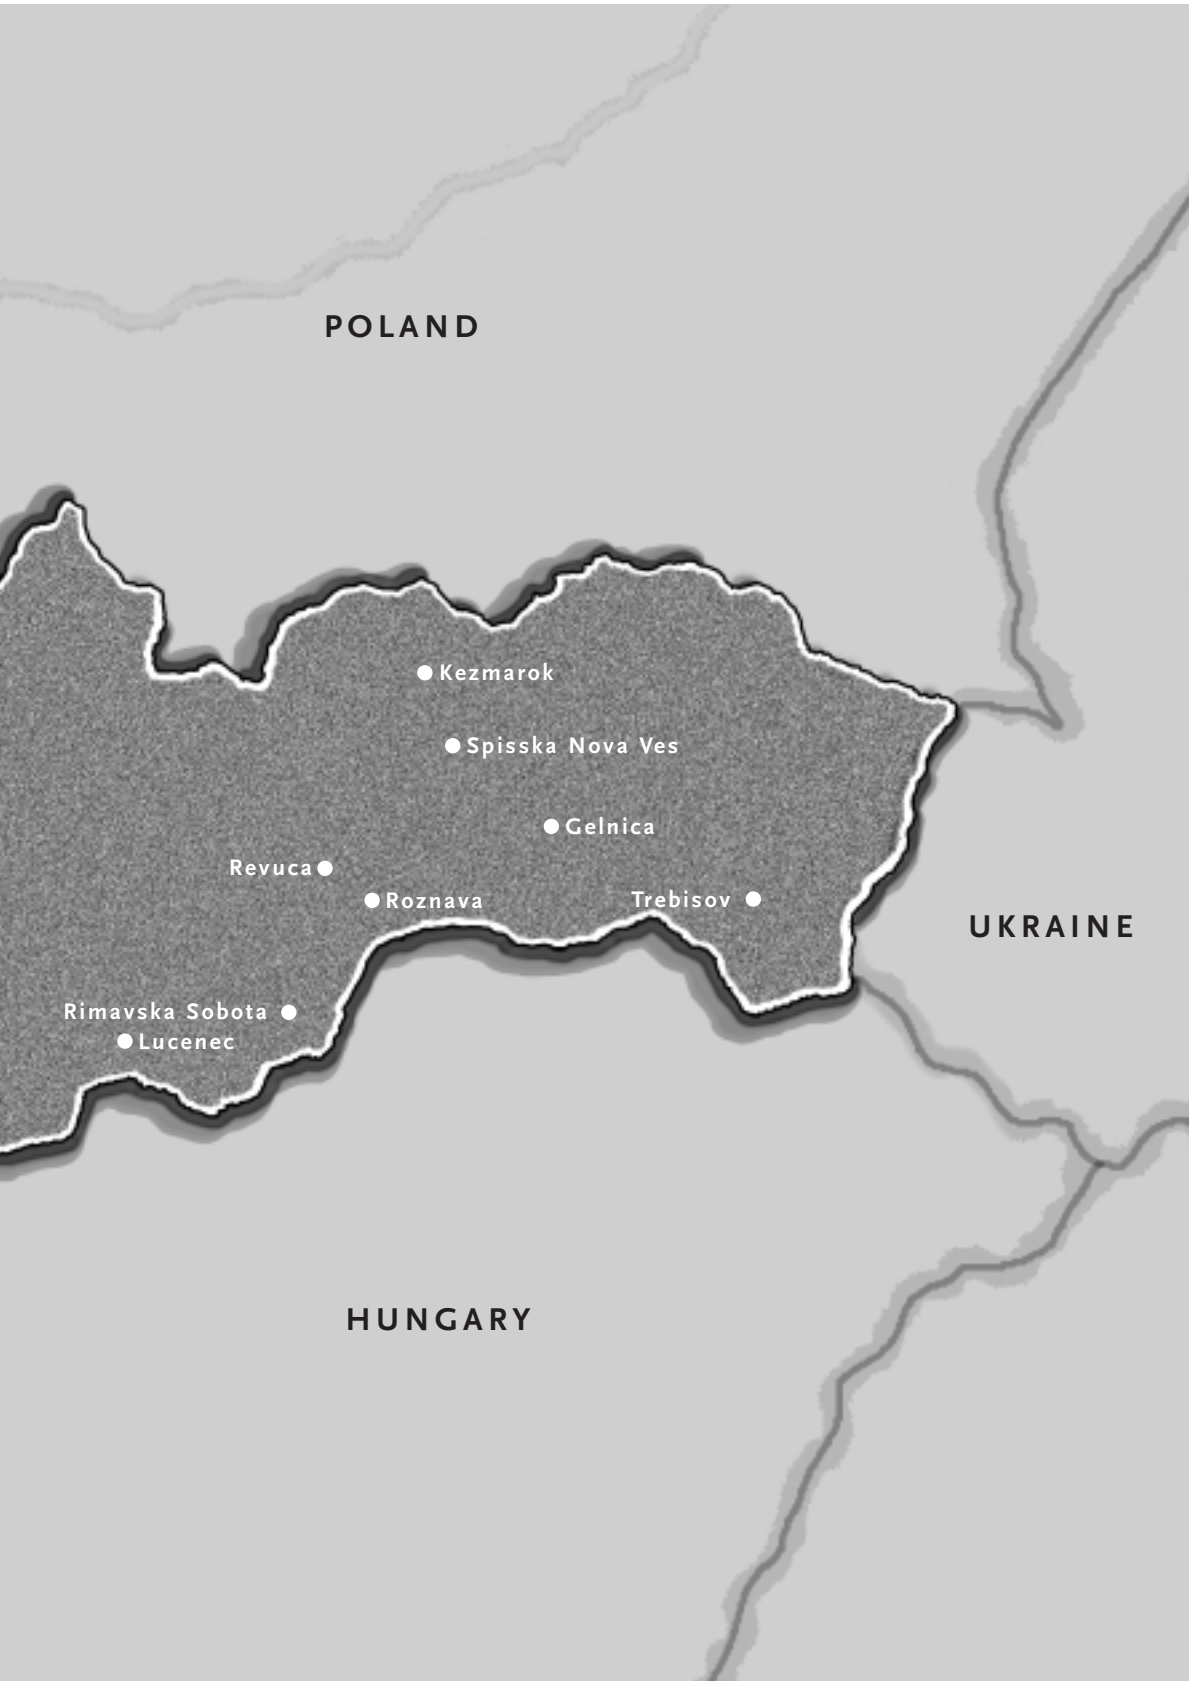 POLAND
Kezmarok
Spisska Nova Ves
Gelnica
Revuca
Roznava
Trebisov
UKRAINE
Rimavska Sobota
Lucenec
HUNGARY